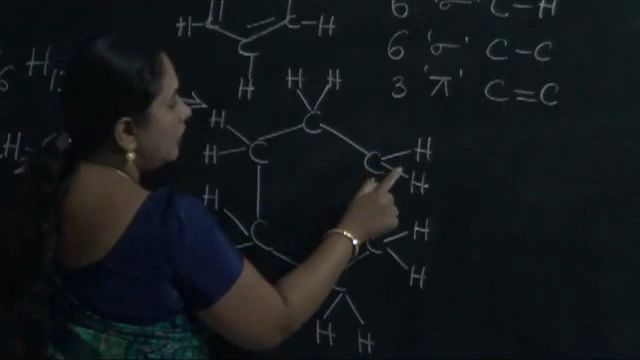 6 'σ' C-H
H C C-H
6 'σ' C-C
C
3 'π' C=C
H
H H
H C
H C C H
H
H C C H
H
H H